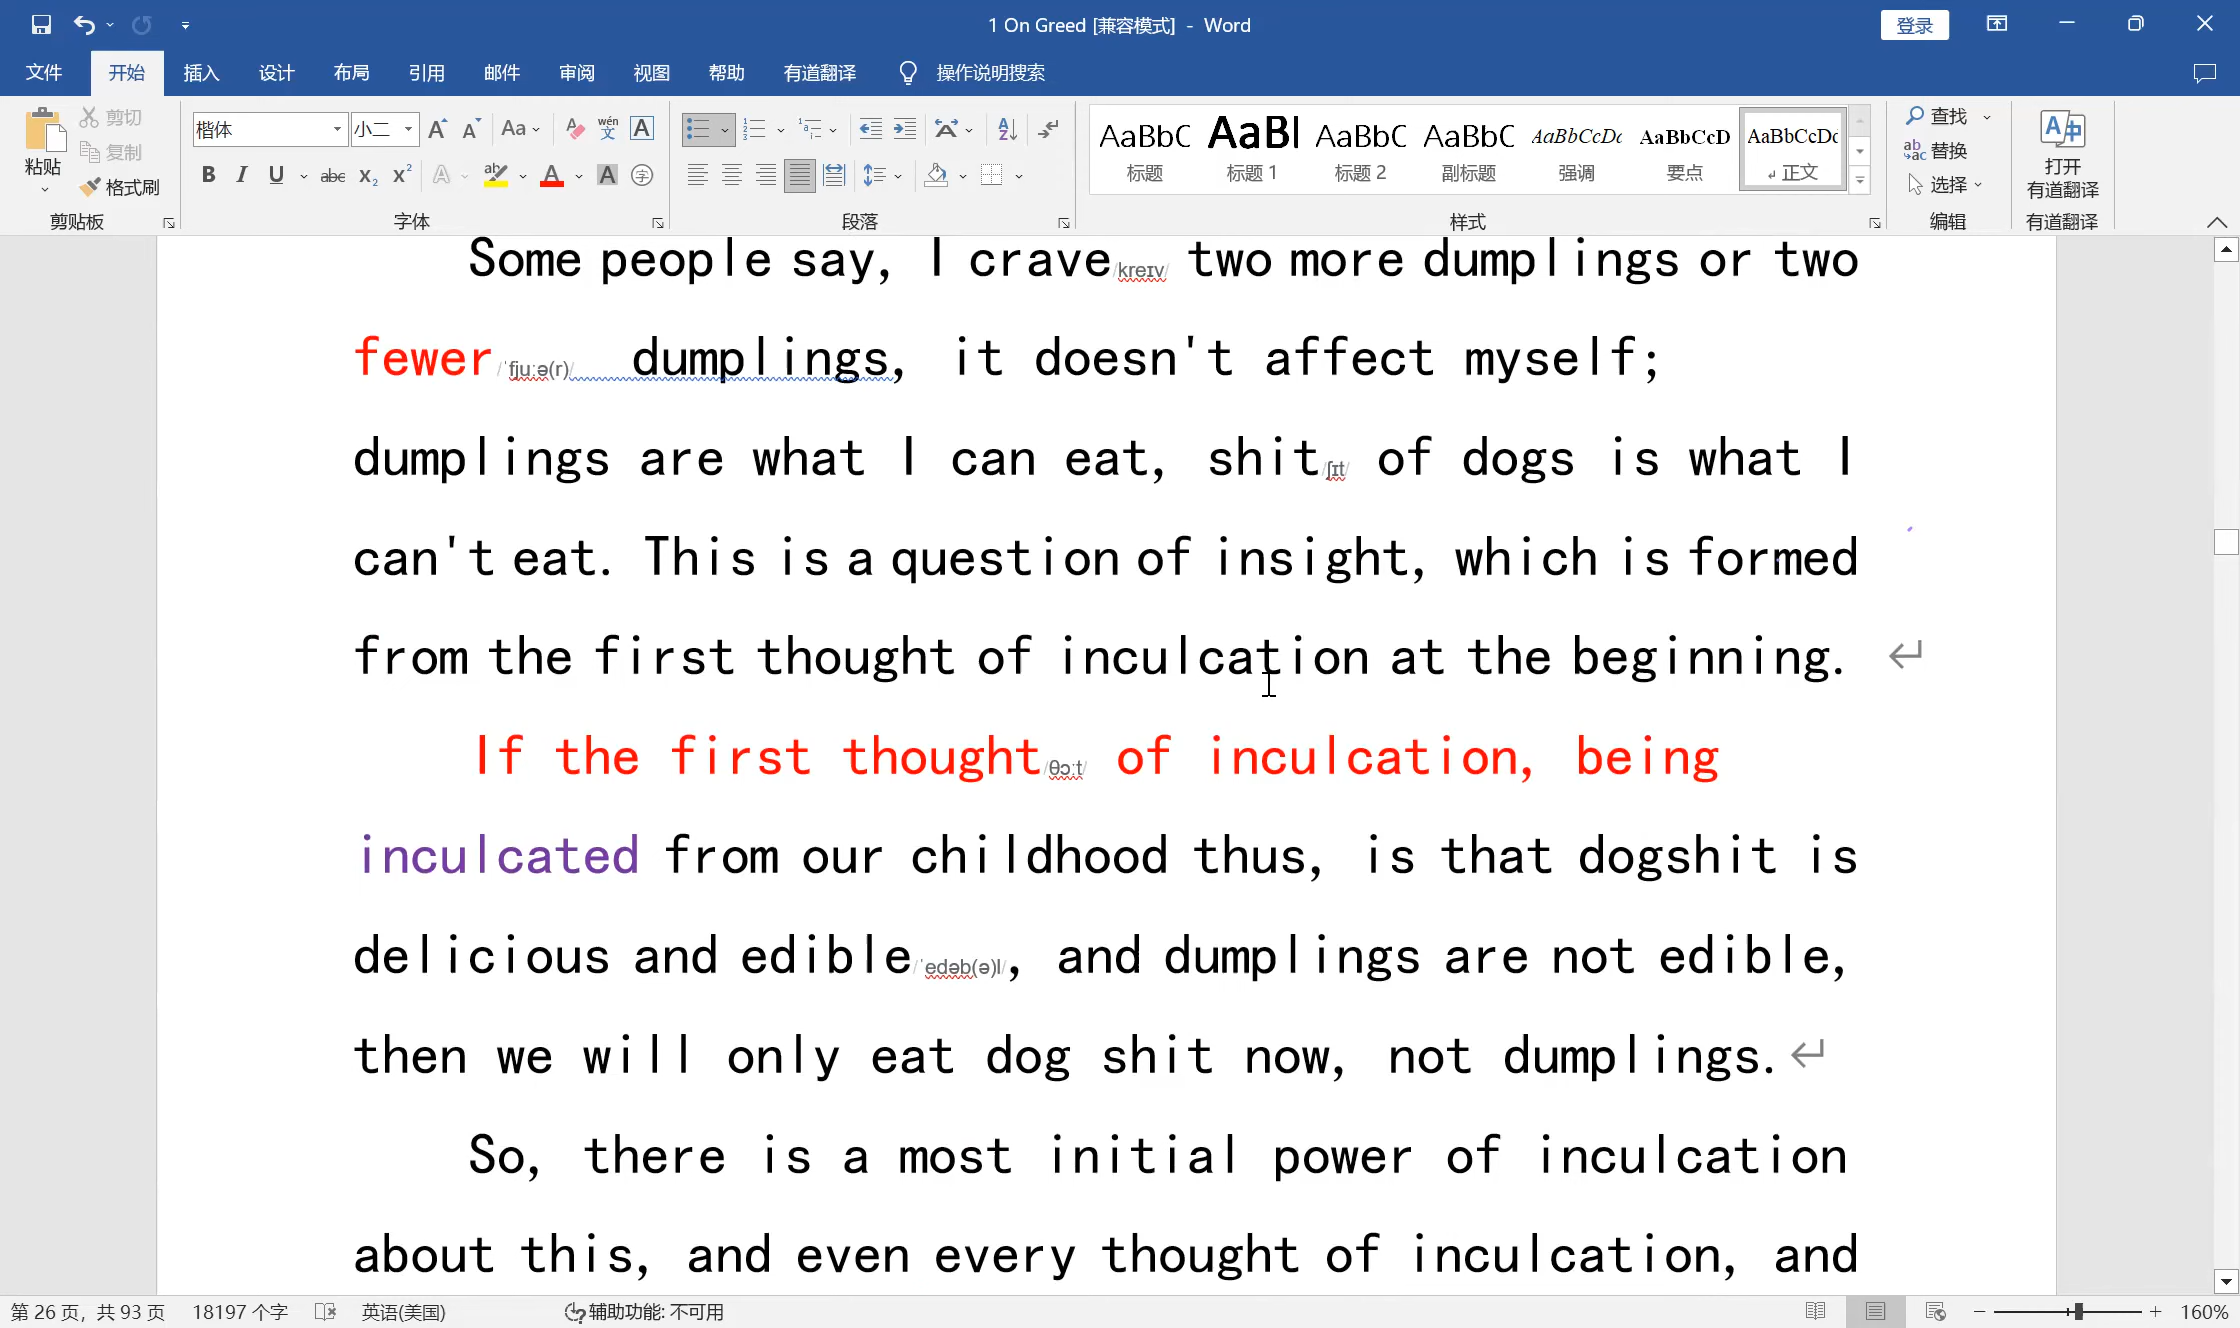 1 On Greed [兼容模式] - Word
登录
文件 开始 插入 设计 布局 引用 邮件 审阅 视图 帮助 有道翻译 操作说明搜索
粘贴 剪切 复制 格式刷
剪贴板
楷体 小二
字体
段落
AaBbC AaBl AaBbC AaBbC AaBbCcDc AaBbCcD AaBbCcDc
标题 标题 1 标题 2 副标题 强调 要点 正文
样式
查找
替换
选择
编辑
打开
有道翻译
有道翻译
Some people say, I crave/kreɪv/ two more dumplings or two
fewer/ˈfjuːə(r)/ dumplings, it doesn't affect myself;
dumplings are what I can eat, shit/ʃɪt/ of dogs is what I
can't eat. This is a question of insight, which is formed
from the first thought of inculcation at the beginning.
If the first thought/θɔːt/ of inculcation, being
inculcated from our childhood thus, is that dogshit is
delicious and edible/ˈedəb(ə)l/, and dumplings are not edible,
then we will only eat dog shit now, not dumplings.
So, there is a most initial power of inculcation
about this, and even every thought of inculcation, and
第 26 页，共 93 页 18197 个字 英语(美国) 辅助功能: 不可用 160%